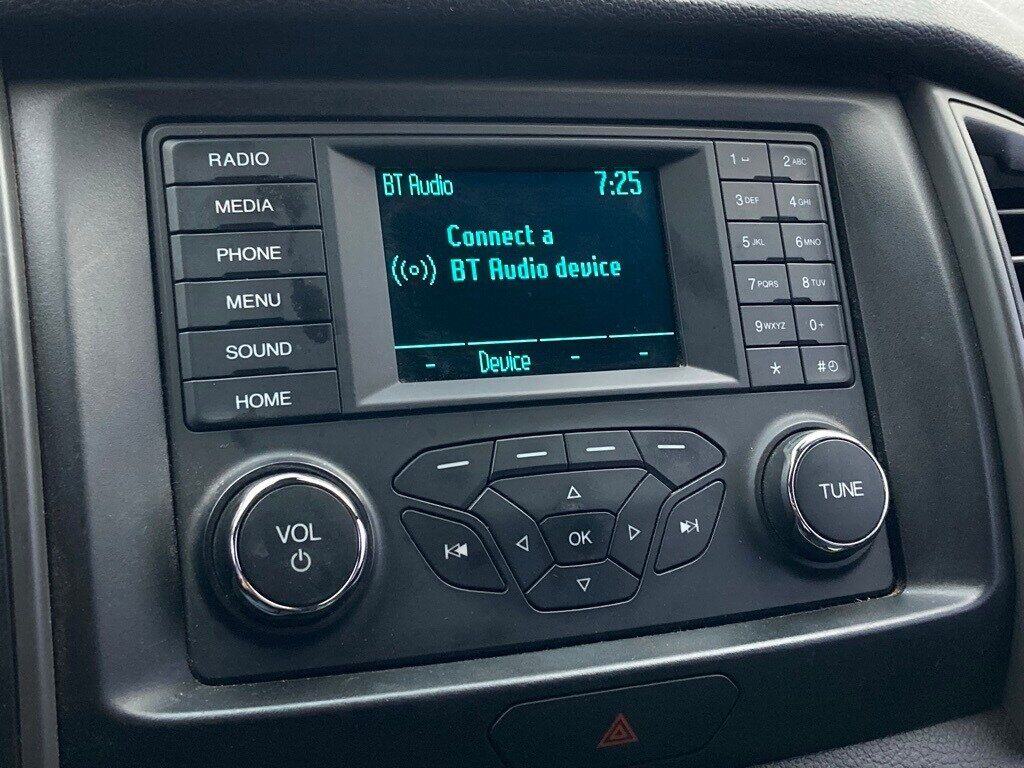 RADIO
MEDIA
PHONE
MENU
SOUND
HOME
BT Audio 7:25
Connect a
BT Audio device
- Device - -
1 ⎵ 2 ABC
3 DEF 4 GHI
5 JKL 6 MNO
7 PQRS 8 TUV
9 WXYZ 0 +
* #
VOL
OK
TUNE